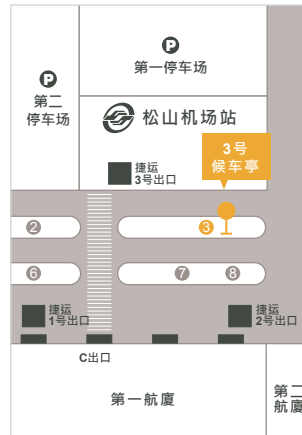 P
第一停车场
P
第二
停车场
松山机场站
3号
候车亭
捷运
3号出口
2
3
6
7
8
捷运
1号出口
捷运
2号出口
C出口
第一航廈
第二
航廈